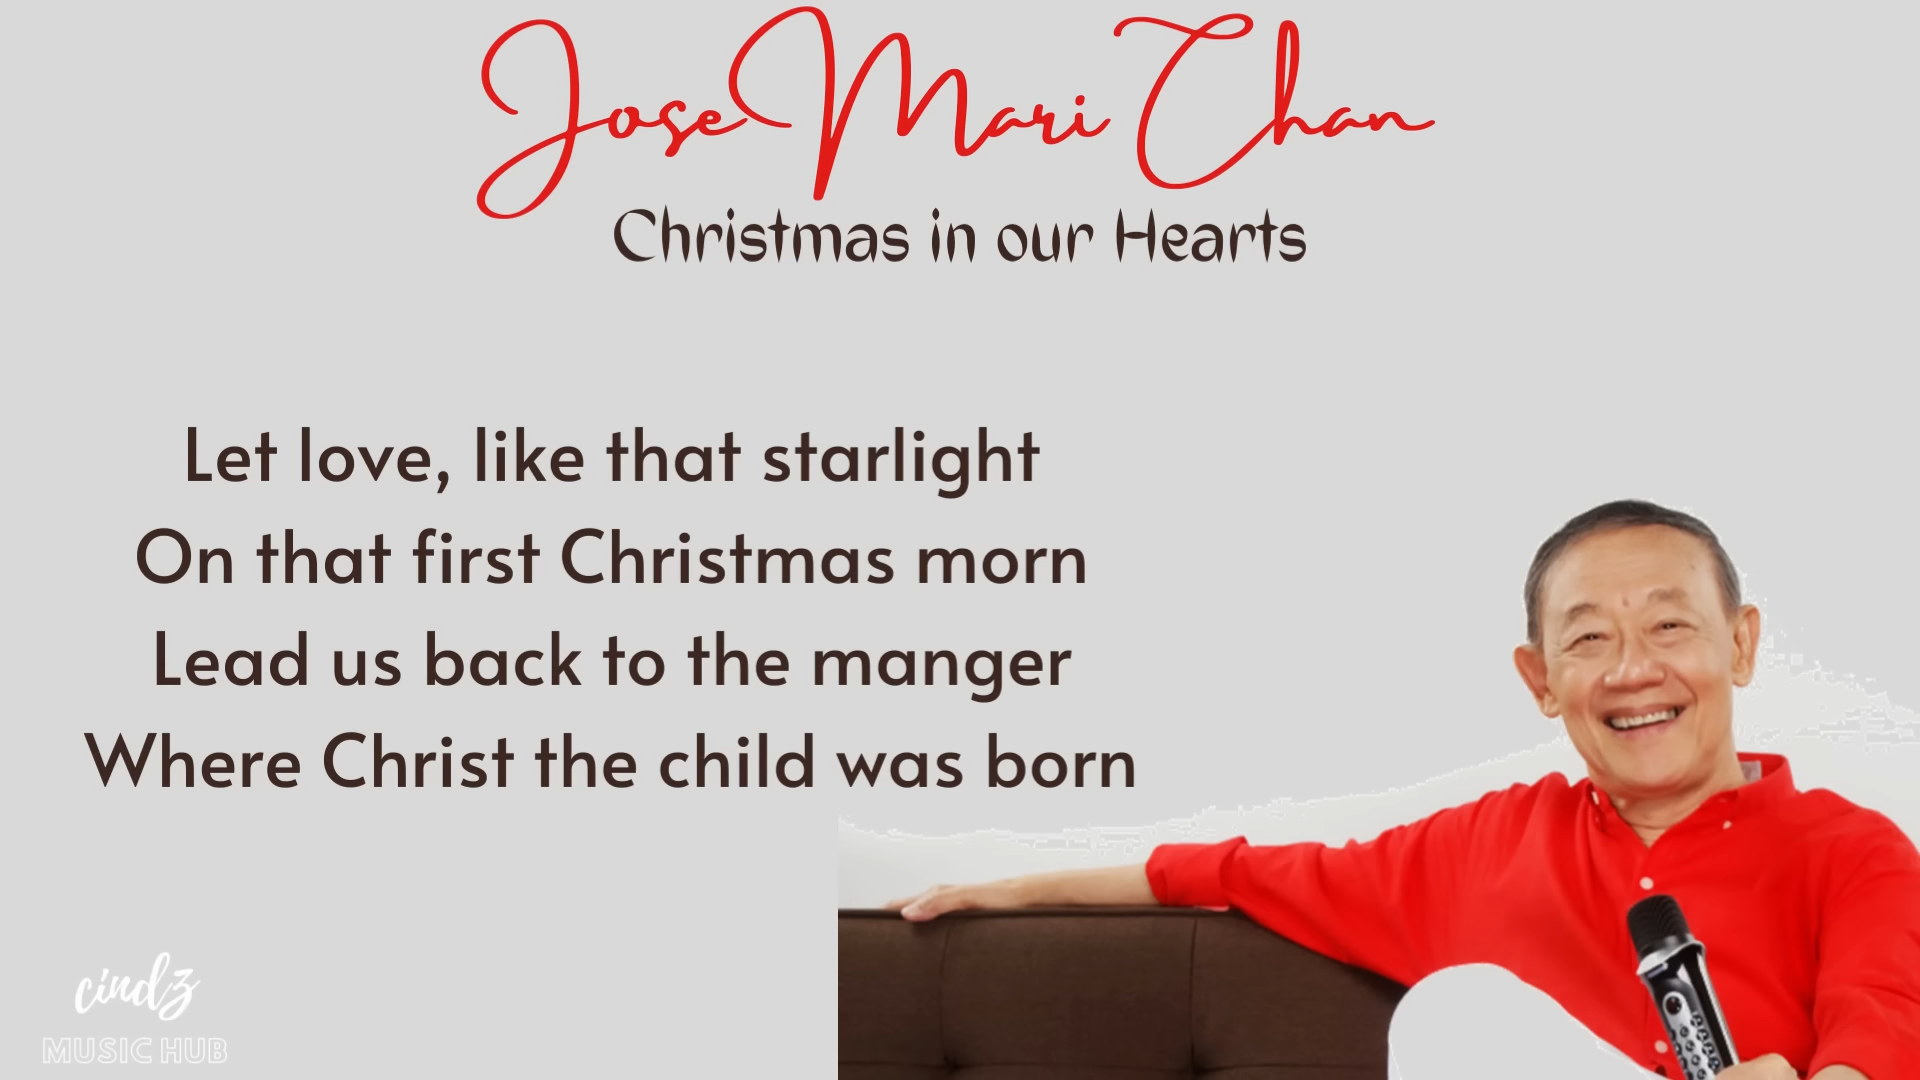 Jose Mari Chan
Christmas in our Hearts
Let love, like that starlight
On that first Christmas morn
Lead us back to the manger
Where Christ the child was born
cindz
MUSIC HUB